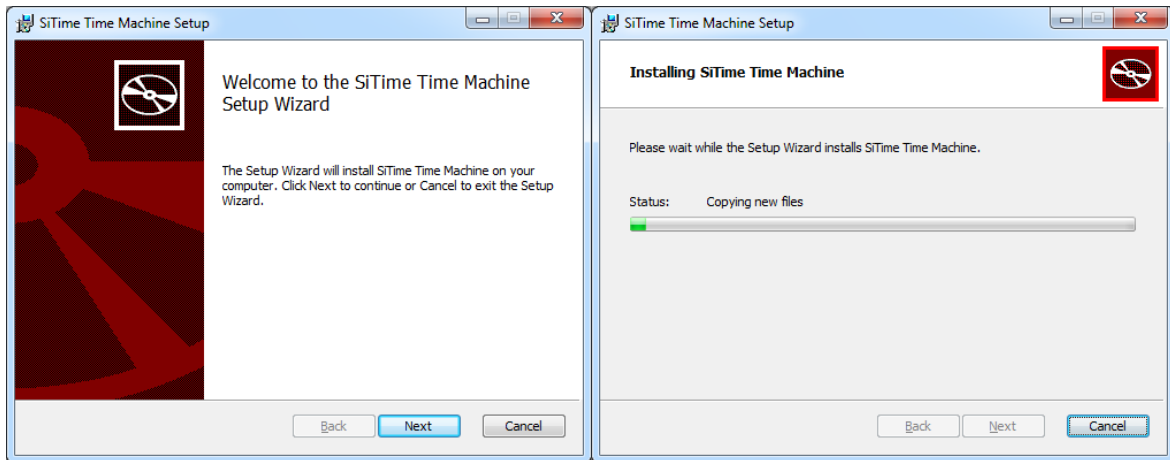 SiTime Time Machine Setup
Welcome to the SiTime Time Machine
Setup Wizard
The Setup Wizard will install SiTime Time Machine on your
computer. Click Next to continue or Cancel to exit the Setup
Wizard.
Back Next Cancel
SiTime Time Machine Setup
Installing SiTime Time Machine
Please wait while the Setup Wizard installs SiTime Time Machine.
Status: Copying new files
Back Next Cancel